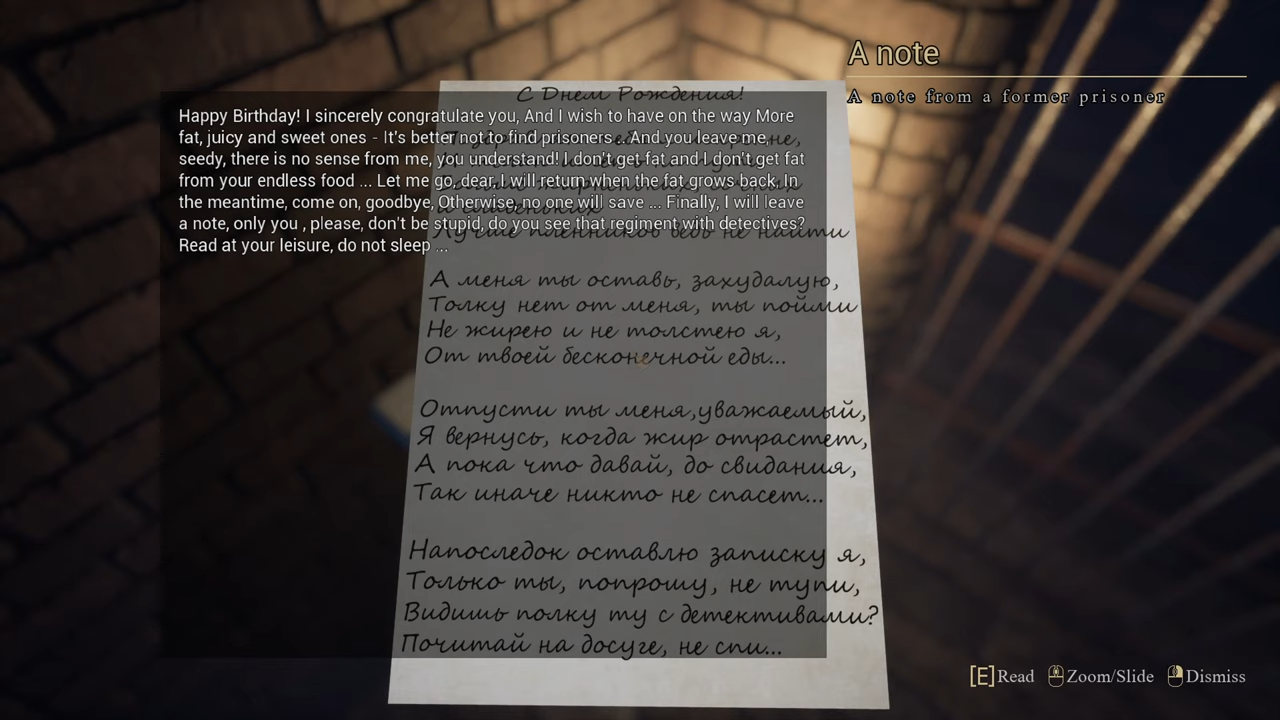 A note
A note from a former prisoner
Happy Birthday! I sincerely congratulate you, And I wish to have on the way More
fat, juicy and sweet ones - It's better not to find prisoners .. And you leave me,
seedy, there is no sense from me, you understand! I don't get fat and I don't get fat
from your endless food ... Let me go, dear, I will return when the fat grows back. In
the meantime, come on, goodbye, Otherwise, no one will save ... Finally, I will leave
a note, only you , please, don't be stupid, do you see that regiment with detectives?
Read at your leisure, do not sleep ...
С Днем Рождения!
Лучше пленников ведь не найти
А меня ты оставь, захудалую,
Толку нет от меня, ты пойми
Не жирею и не толстею я,
От твоей бесконечной еды...
Отпусти ты меня,уважаемый,
Я вернусь, когда жир отрастет,
А пока что давай, до свидания,
Так иначе никто не спасет...
Напоследок оставлю записку я,
Только ты, попрошу, не тупи,
Видишь полку ту с детективами?
Почитай на досуге, не спи...
[E]Read Zoom/Slide Dismiss